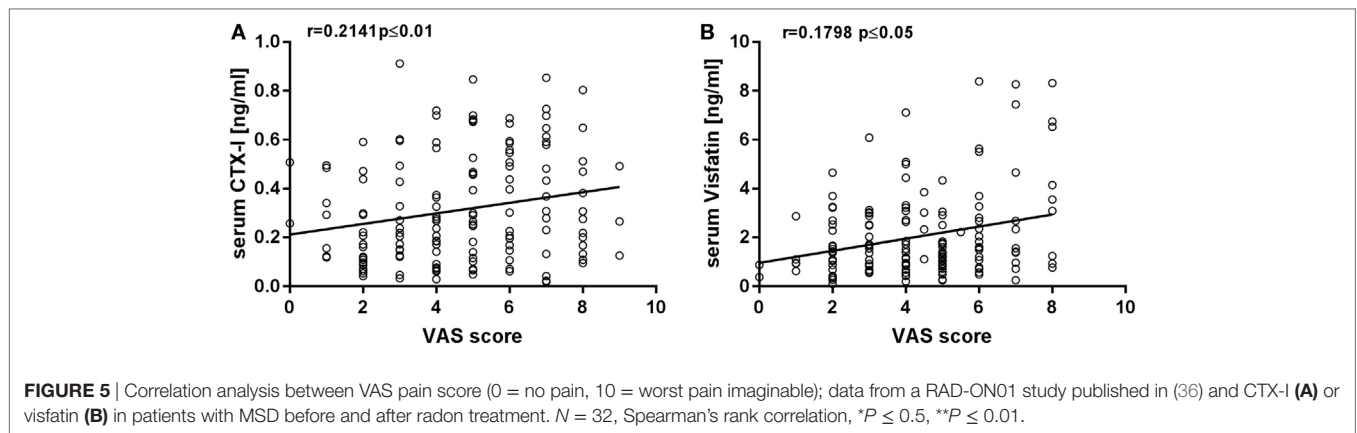 A r=0.2141p≤0.01
1.0
0.8
0.6
0.4
0.2
0.0
serum CTX-I [ng/ml]
0 2 4 6 8 10
VAS score
B r=0.1798 p≤0.05
10
8
6
4
2
0
serum Visfatin [ng/ml]
0 2 4 6 8 10
VAS score
FIGURE 5 | Correlation analysis between VAS pain score (0 = no pain, 10 = worst pain imaginable); data from a RAD-ON01 study published in (36) and CTX-I (A) or
visfatin (B) in patients with MSD before and after radon treatment. N = 32, Spearman’s rank correlation, *P ≤ 0.5, **P ≤ 0.01.